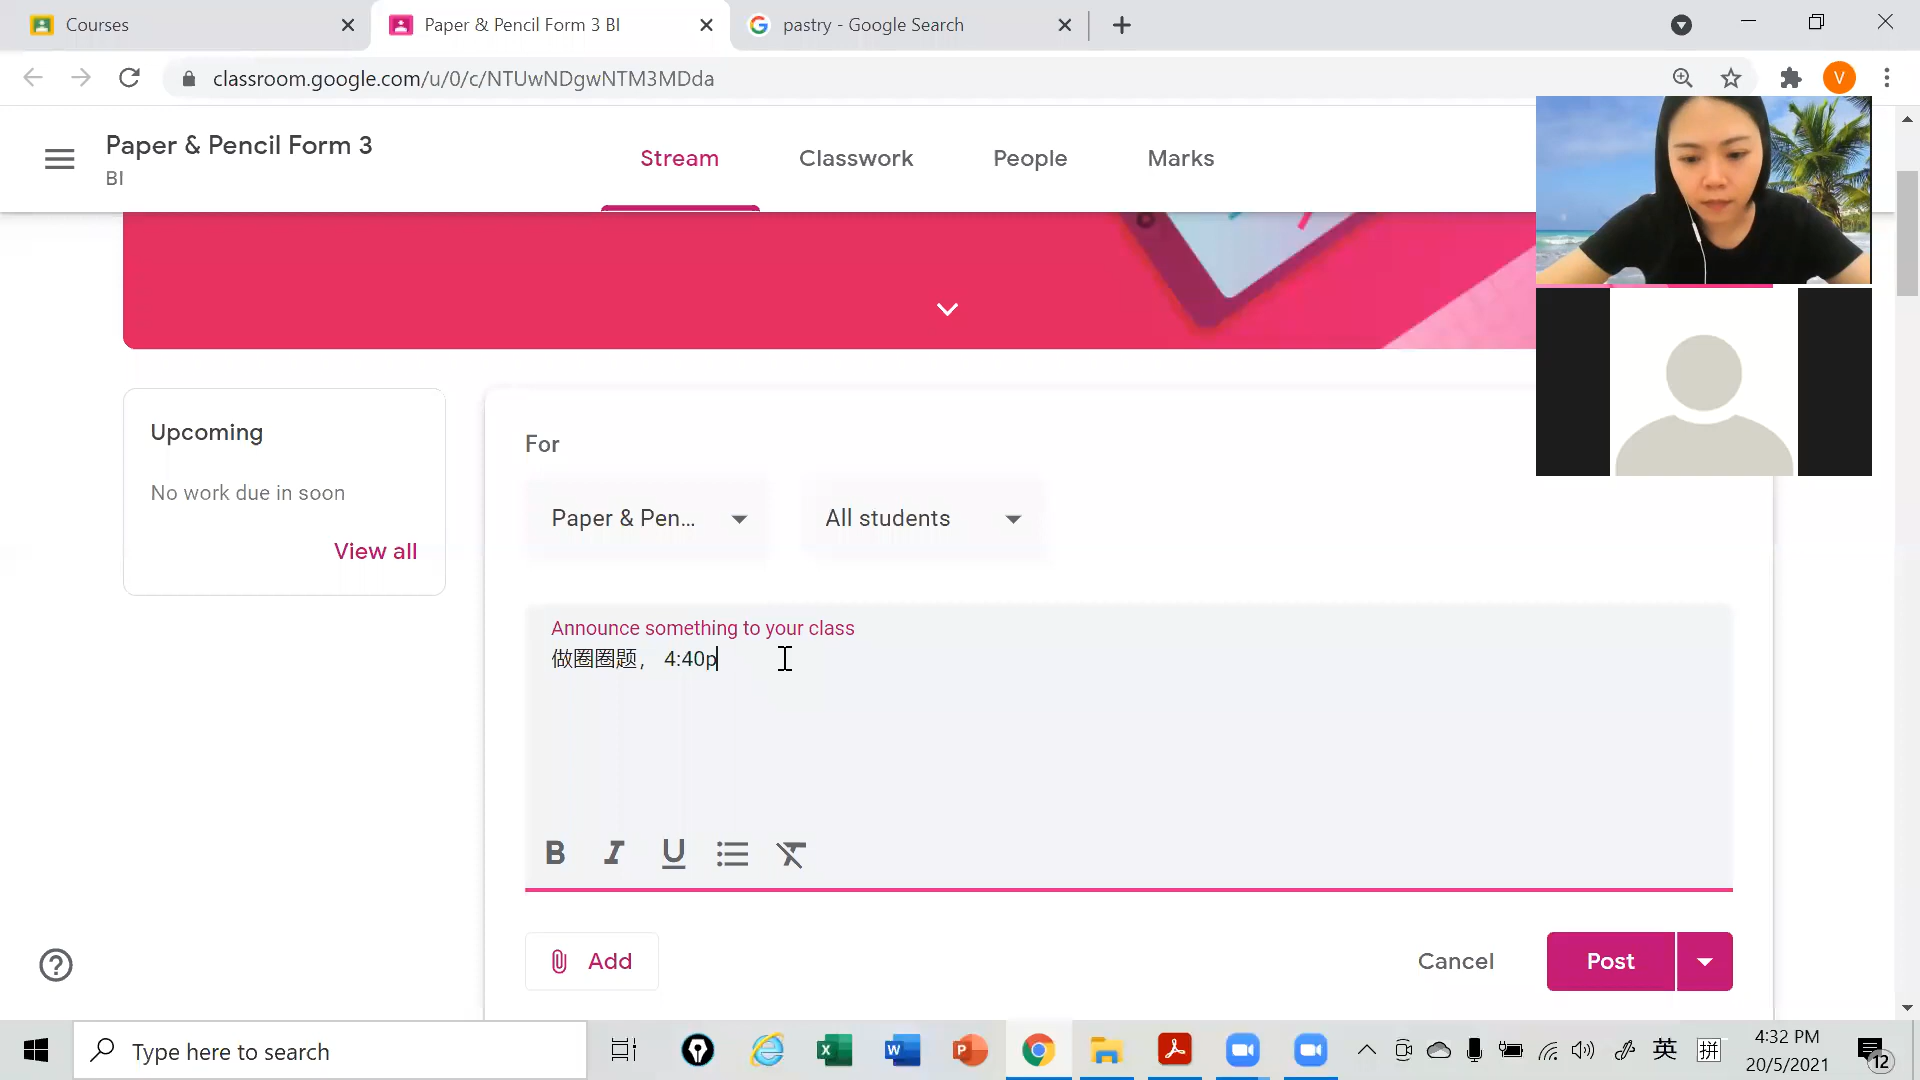 Courses
Paper & Pencil Form 3 BI
pastry - Google Search
classroom.google.com/u/0/c/NTUwNDgwNTM3MDda
V
Paper & Pencil Form 3
BI
Stream
Classwork
People
Marks
Upcoming
No work due in soon
View all
For
Paper & Pen...
All students
Announce something to your class
做圈圈题， 4:40p
B I U
Add
Cancel
Post
Type here to search
英
拼
4:32 PM
20/5/2021
12